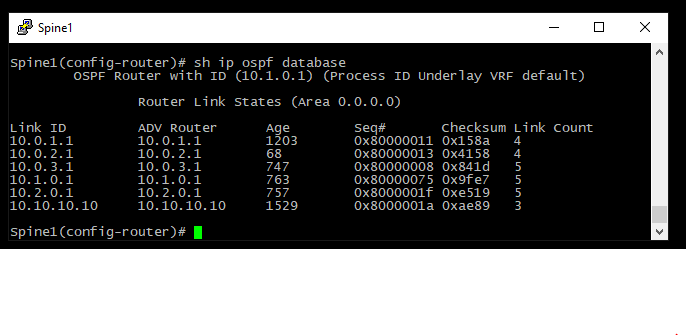 Spine1
Spine1(config-router)# sh ip ospf database
OSPF Router with ID (10.1.0.1) (Process ID Underlay VRF default)
Router Link States (Area 0.0.0.0)
Link ID ADV Router Age Seq# Checksum Link Count
10.0.1.1 10.0.1.1 1203 0x80000011 0x158a 4
10.0.2.1 10.0.2.1 68 0x80000013 0x4158 4
10.0.3.1 10.0.3.1 747 0x80000008 0x841d 5
10.1.0.1 10.1.0.1 763 0x80000075 0x9fe7 5
10.2.0.1 10.2.0.1 757 0x8000001f 0xe519 5
10.10.10.10 10.10.10.10 1529 0x8000001a 0xae89 3
Spine1(config-router)#